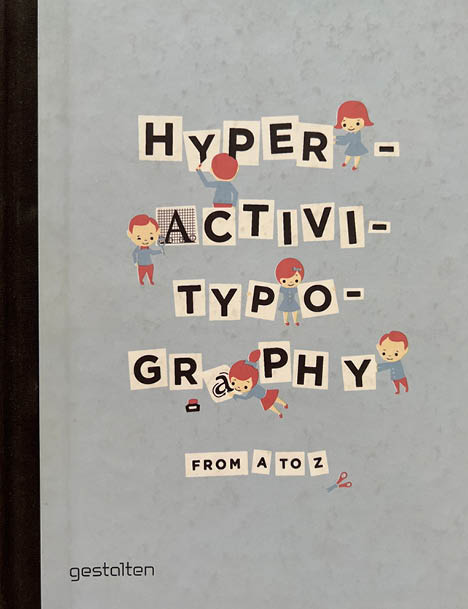 HYPER-
ACTIVI-
TYPO-
GRaPHY
FROM A TO Z
gestalten